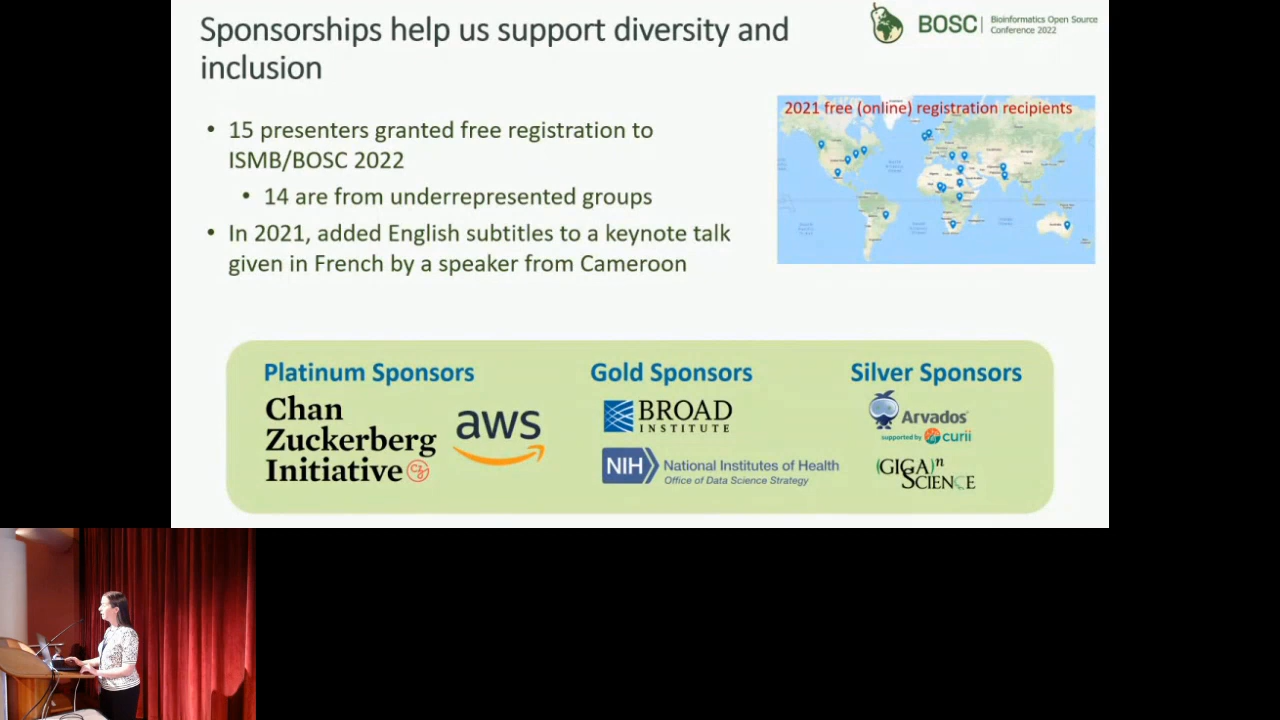 Sponsorships help us support diversity and
inclusion
BOSC
Bioinformatics Open Source
Conference 2022
• 15 presenters granted free registration to
ISMB/BOSC 2022
• 14 are from underrepresented groups
• In 2021, added English subtitles to a keynote talk
given in French by a speaker from Cameroon
2021 free (online) registration recipients
Platinum Sponsors
Chan
Zuckerberg
Initiative
aws
Gold Sponsors
BROAD
INSTITUTE
NIH
National Institutes of Health
Office of Data Science Strategy
Silver Sponsors
Arvados
supported by curii
(GIGA)n
SCIENCE